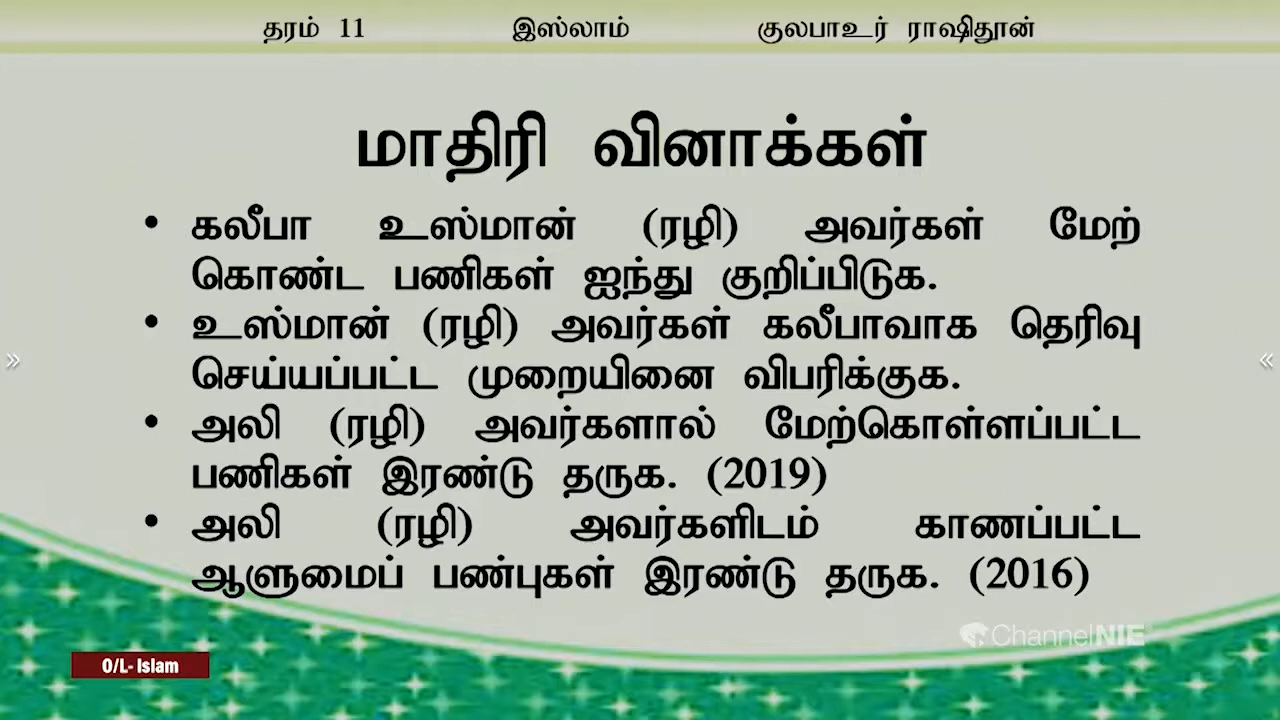 தரம் 11 இஸ்லாம் குலபாஉர் ராஷிதூன்
மாதிரி வினாக்கள்
• கலீபா உஸ்மான் (ரழி) அவர்கள் மேற்
கொண்ட பணிகள் ஐந்து குறிப்பிடுக.
• உஸ்மான் (ரழி) அவர்கள் கலீபாவாக தெரிவு
செய்யப்பட்ட முறையினை விபரிக்குக.
• அலி (ரழி) அவர்களால் மேற்கொள்ளப்பட்ட
பணிகள் இரண்டு தருக. (2019)
• அலி (ரழி) அவர்களிடம் காணப்பட்ட
ஆளுமைப் பண்புகள் இரண்டு தருக. (2016)
ChannelNIE
O/L- Islam